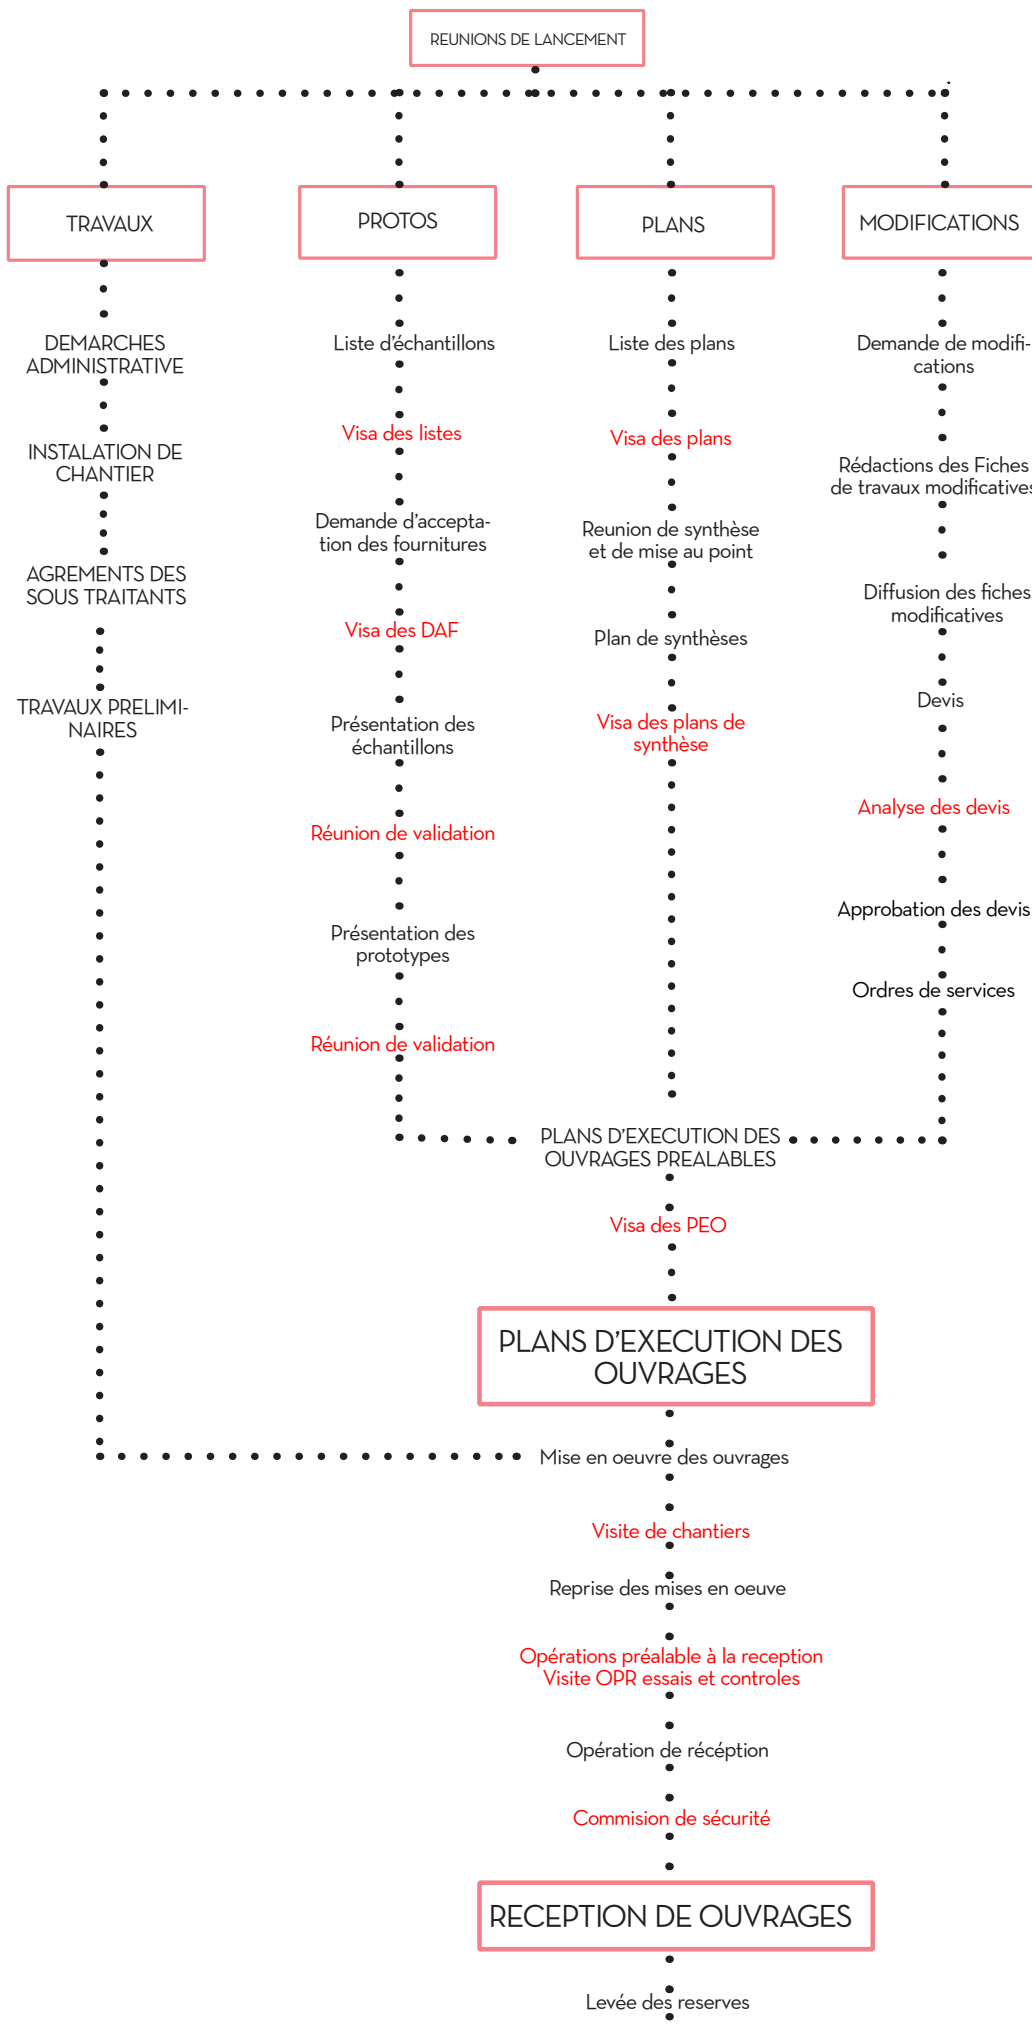 REUNIONS DE LANCEMENT
TRAVAUX
DEMARCHES
ADMINISTRATIVE
INSTALATION DE
CHANTIER
AGREMENTS DES
SOUS TRAITANTS
TRAVAUX PRELIMI-
NAIRES
PROTOS
Liste d'échantillons
Visa des listes
Demande d'accepta-
tion des fournitures
Visa des DAF
Présentation des
échantillons
Réunion de validation
Présentation des
prototypes
Réunion de validation
PLANS
Liste des plans
Visa des plans
Reunion de synthèse
et de mise au point
Plan de synthèses
Visa des plans de
synthèse
MODIFICATIONS
Demande de modifi-
cations
Rédactions des Fiches
de travaux modificatives
Diffusion des fiches
modificatives
Devis
Analyse des devis
Approbation des devis
Ordres de services
PLANS D'EXECUTION DES
OUVRAGES PREALABLES
Visa des PEO
PLANS D'EXECUTION DES
OUVRAGES
Mise en oeuvre des ouvrages
Visite de chantiers
Reprise des mises en oeuve
Opérations préalable à la reception
Visite OPR essais et controles
Opération de récéption
Commision de sécurité
RECEPTION DE OUVRAGES
Levée des reserves